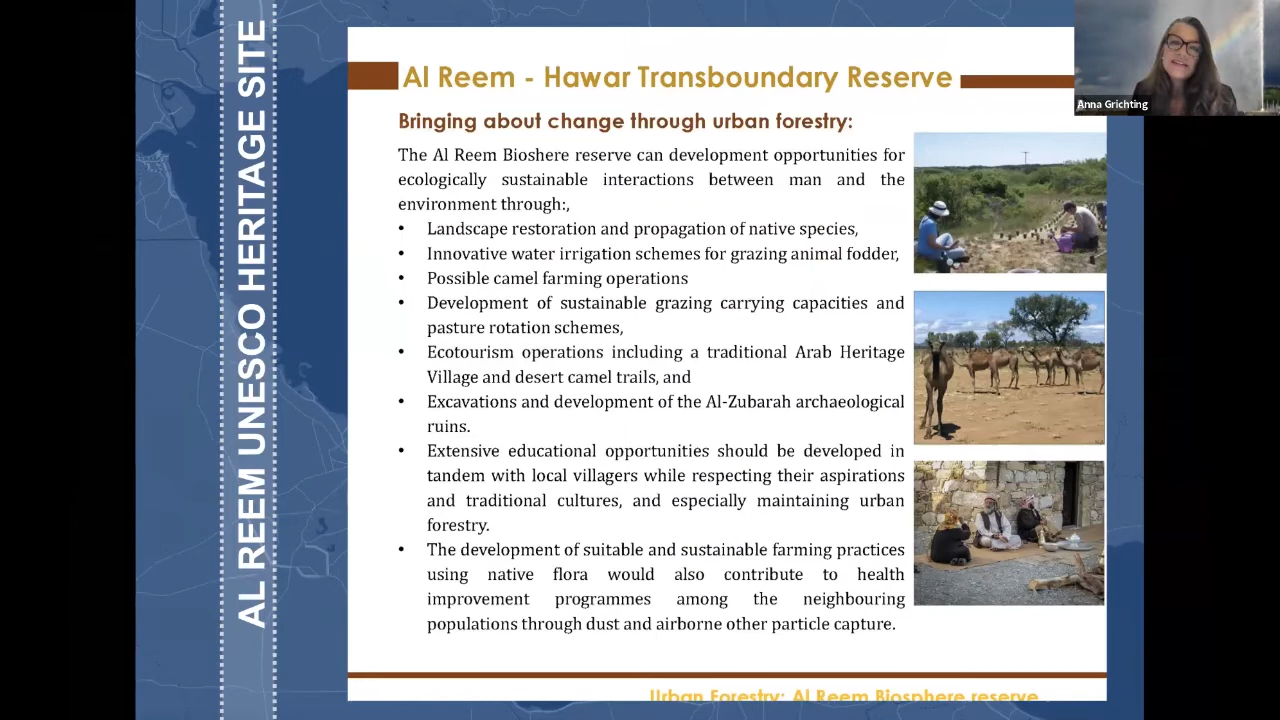 AL REEM UNESCO HERITAGE SITE
Al Reem - Hawar Transboundary Reserve
Anna Grichting
Bringing about change through urban forestry:
The Al Reem Bioshere reserve can development opportunities for
ecologically sustainable interactions between man and the
environment through:,
• Landscape restoration and propagation of native species,
• Innovative water irrigation schemes for grazing animal fodder,
• Possible camel farming operations
• Development of sustainable grazing carrying capacities and
pasture rotation schemes,
• Ecotourism operations including a traditional Arab Heritage
Village and desert camel trails, and
• Excavations and development of the Al-Zubarah archaeological
ruins.
• Extensive educational opportunities should be developed in
tandem with local villagers while respecting their aspirations
and traditional cultures, and especially maintaining urban
forestry.
• The development of suitable and sustainable farming practices
using native flora would also contribute to health
improvement programmes among the neighbouring
populations through dust and airborne other particle capture.
Urban Forestry: Al Reem Biosphere reserve